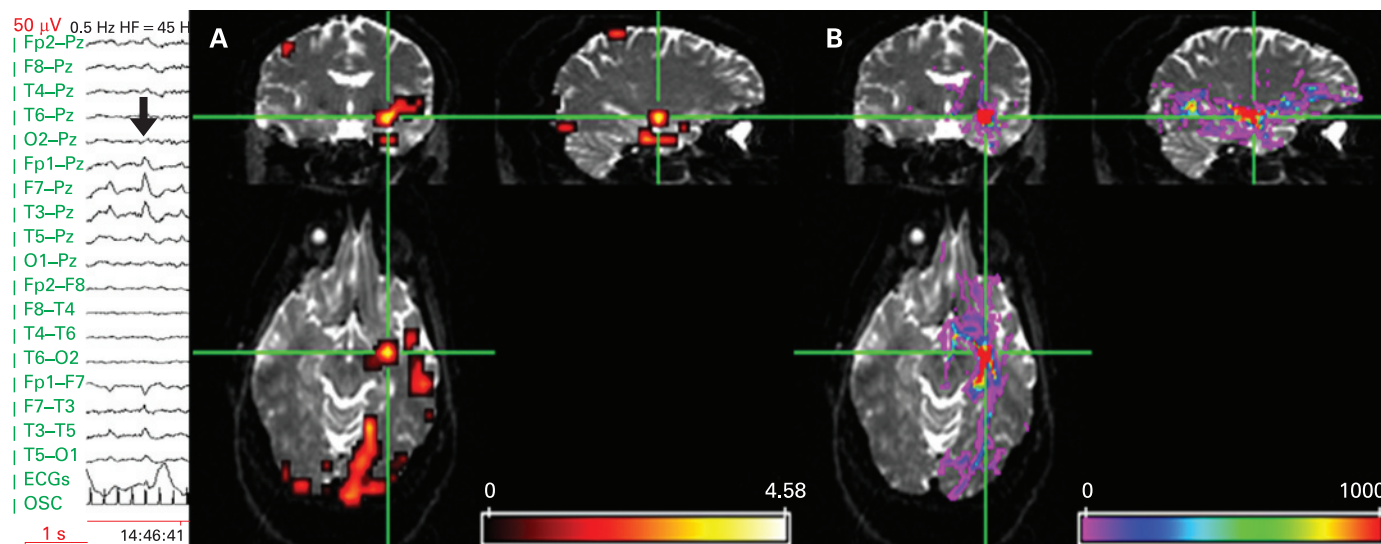 50 µV 0.5 Hz HF = 45 H
Fp2–Pz
F8–Pz
T4–Pz
T6–Pz
O2–Pz
Fp1–Pz
F7–Pz
T3–Pz
T5–Pz
O1–Pz
Fp2–F8
F8–T4
T4–T6
T6–O2
Fp1–F7
F7–T3
T3–T5
T5–O1
ECGs
OSC
1 s 14:46:41
A
0 4.58
B
0 1000